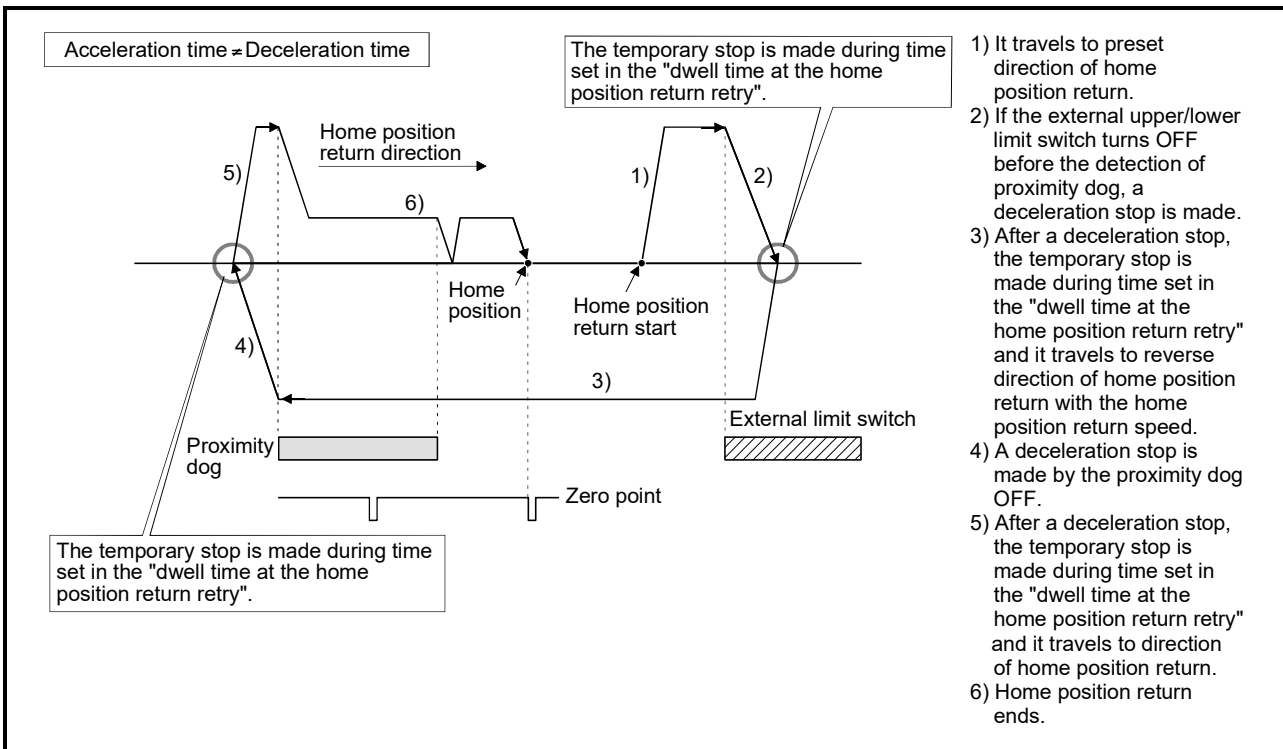 Acceleration time ≠ Deceleration time
The temporary stop is made during time
set in the "dwell time at the home
position return retry".
Home position
return direction
5)
6)
1)
2)
Home
position
Home position
return start
4)
3)
Proximity
dog
External limit switch
Zero point
The temporary stop is made during time
set in the "dwell time at the home
position return retry".
1) It travels to preset
direction of home
position return.
2) If the external upper/lower
limit switch turns OFF
before the detection of
proximity dog, a
deceleration stop is made.
3) After a deceleration stop,
the temporary stop is
made during time set in
the "dwell time at the
home position return retry"
and it travels to reverse
direction of home position
return with the home
position return speed.
4) A deceleration stop is
made by the proximity dog
OFF.
5) After a deceleration stop,
the temporary stop is
made during time set in
the "dwell time at the
home position return retry"
and it travels to direction
of home position return.
6) Home position return
ends.